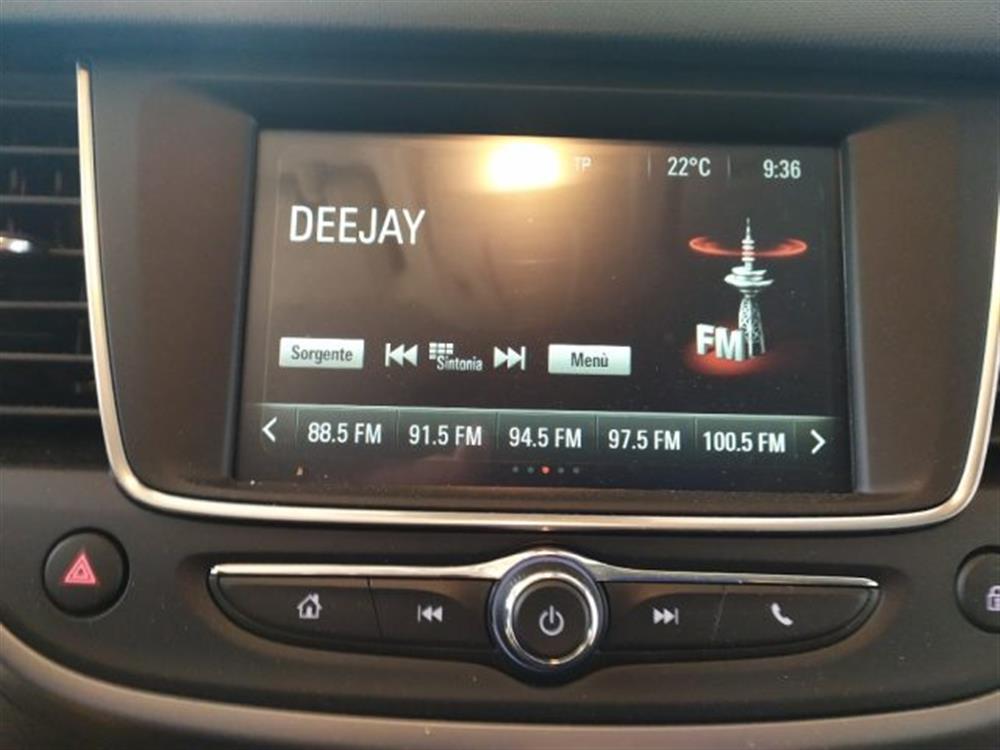 TP 22°C 9:36
DEEJAY
FM
Sorgente Sintonia Menù
88.5 FM 91.5 FM 94.5 FM 97.5 FM 100.5 FM